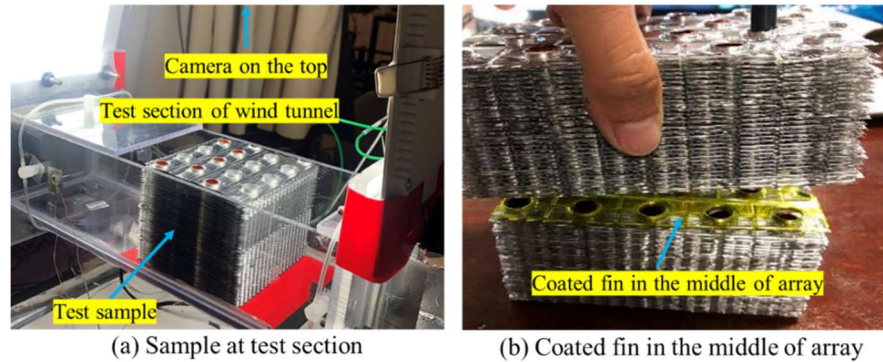 Camera on the top
Test section of wind tunnel
Test sample
Coated fin in the middle of array
(a) Sample at test section
(b) Coated fin in the middle of array